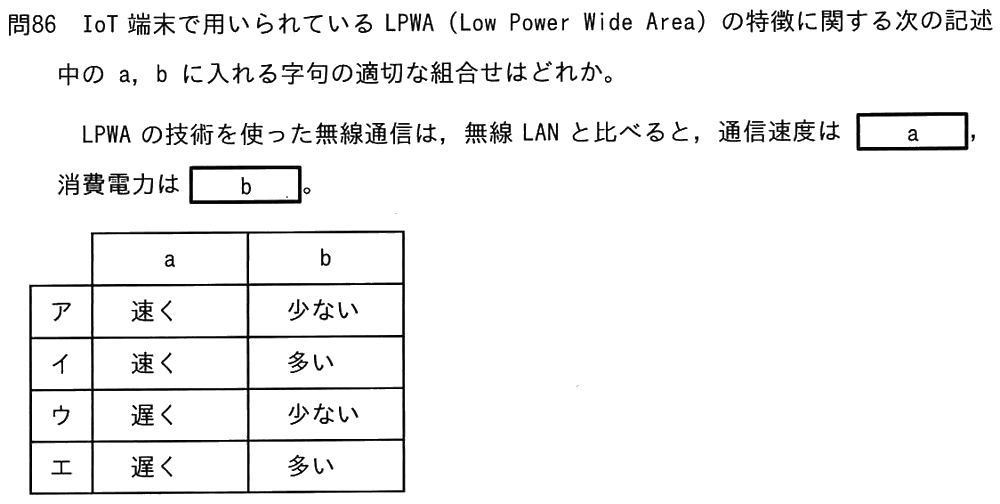 問86 IoT 端末で用いられている LPWA（Low Power Wide Area）の特徴に関する次の記述
中の a，b に入れる字句の適切な組合せはどれか。
LPWA の技術を使った無線通信は，無線 LAN と比べると，通信速度は a ，
消費電力は b 。
a b
ア 速く 少ない
イ 速く 多い
ウ 遅く 少ない
エ 遅く 多い